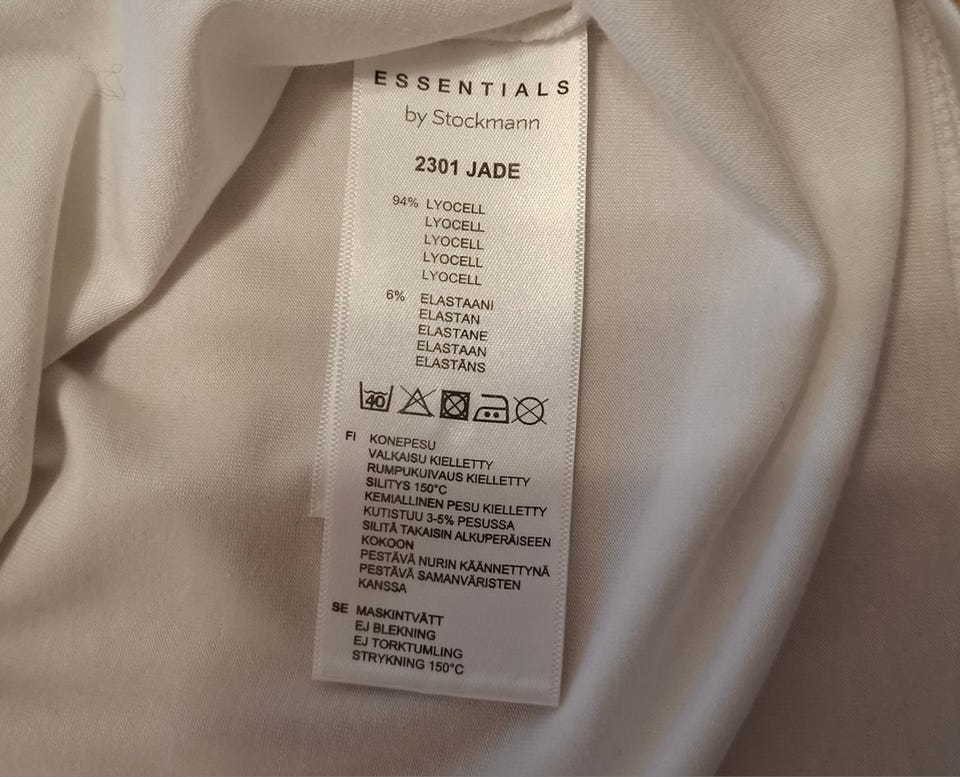 ESSENTIALS
by Stockmann
2301 JADE
94% LYOCELL
LYOCELL
LYOCELL
LYOCELL
LYOCELL
6% ELASTAANI
ELASTAN
ELASTANE
ELASTAAN
ELASTĀNS
40
FI KONEPESU
VALKAISU KIELLETTY
RUMPUKUIVAUS KIELLETTY
SILITYS 150°C
KEMIALLINEN PESU KIELLETTY
KUTISTUU 3-5% PESUSSA
SILITÄ TAKAISIN ALKUPERÄISEEN
KOKOON
PESTÄVÄ NURIN KÄÄNNETTYNÄ
PESTÄVÄ SAMANVÄRISTEN
KANSSA
SE MASKINTVÄTT
EJ BLEKNING
EJ TORKTUMLING
STRYKNING 150°C